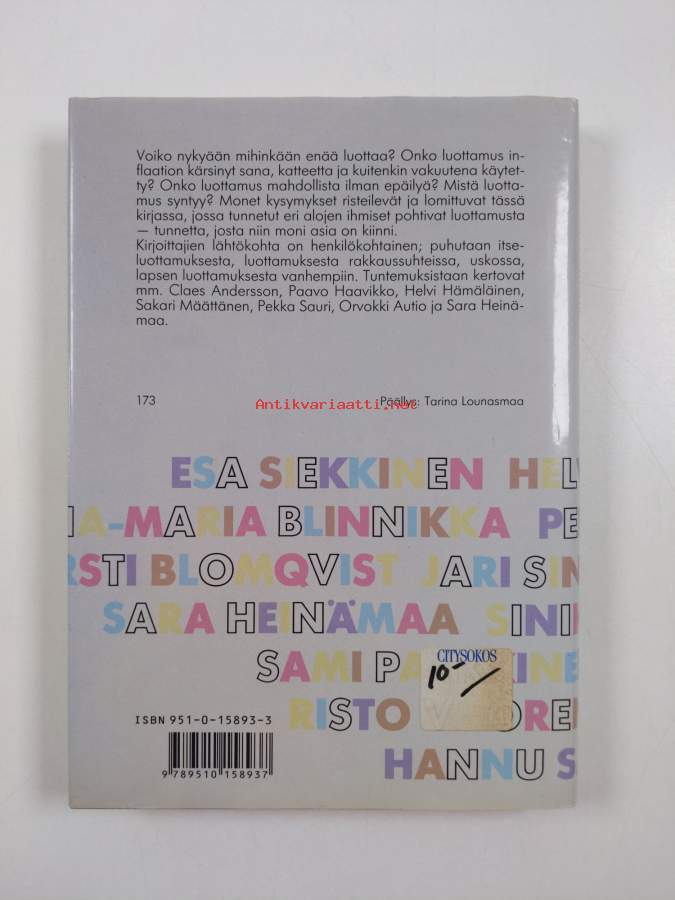 Voiko nykyään mihinkään enää luottaa? Onko luottamus in-
flaation kärsinyt sana, katteetta ja kuitenkin vakuutena käytet-
ty? Onko luottamus mahdollista ilman epäilyä? Mistä luotta-
mus syntyy? Monet kysymykset risteilevät ja lomittuvat tässä
kirjassa, jossa tunnetut eri alojen ihmiset pohtivat luottamusta
— tunnetta, josta niin moni asia on kiinni.
Kirjoittajien lähtökohta on henkilökohtainen; puhutaan itse-
luottamuksesta, luottamuksesta rakkaussuhteissa, uskossa,
lapsen luottamuksesta vanhempiin. Tuntemuksistaan kertovat
mm. Claes Andersson, Paavo Haavikko, Helvi Hämäläinen,
Sakari Määttänen, Pekka Sauri, Orvokki Autio ja Sara Heinä-
maa.
173 Päällys: Tarina Lounasmaa
Antikvariaatti.net
ESA SIEKKINEN HEL
A-MARIA BLINNIKKA PE
RSTI BLOMQVIST JARI SIN
SARA HEINÄMAA SINI
SAMI PA INE
CITYSOKOS
10-
RISTO ORE
ISBN 951-0-15893-3
HANNU S
9 789510 158937